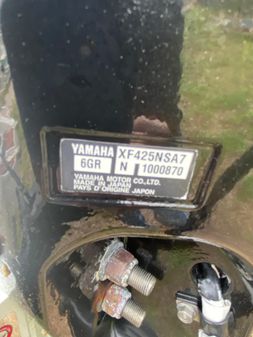 YAMAHA XF425NSA7
6GR N 1000870
YAMAHA MOTOR CO.,LTD.
MADE IN JAPAN
PAYS D'ORIGINE JAPON